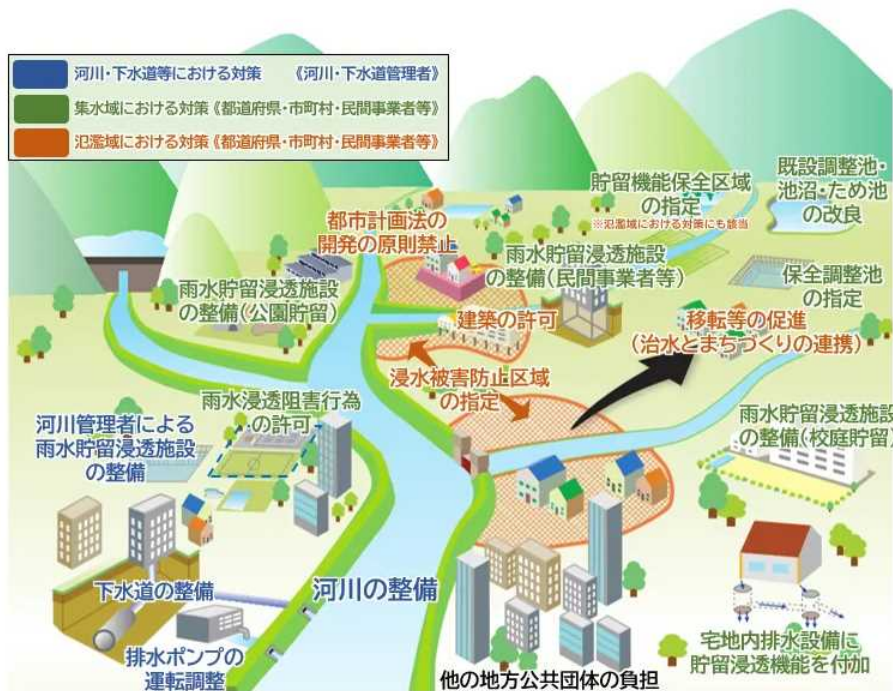 河川・下水道等における対策 《河川・下水道管理者》
集水域における対策《都道府県・市町村・民間事業者等》
氾濫域における対策《都道府県・市町村・民間事業者等》
貯留機能保全区域
の指定
※氾濫域における対策にも該当
既設調整池・
池沼・ため池
の改良
都市計画法の
開発の原則禁止
雨水貯留浸透施設
の整備(民間事業者等)
保全調整池
の指定
雨水貯留浸透施設
の整備(公園貯留)
建築の許可
移転等の促進
(治水とまちづくりの連携)
浸水被害防止区域
の指定
雨水浸透阻害行為
の許可
河川管理者による
雨水貯留浸透施設
の整備
雨水貯留浸透施設
の整備(校庭貯留)
下水道の整備
河川の整備
排水ポンプの
運転調整
宅地内排水設備に
貯留浸透機能を付加
他の地方公共団体の負担